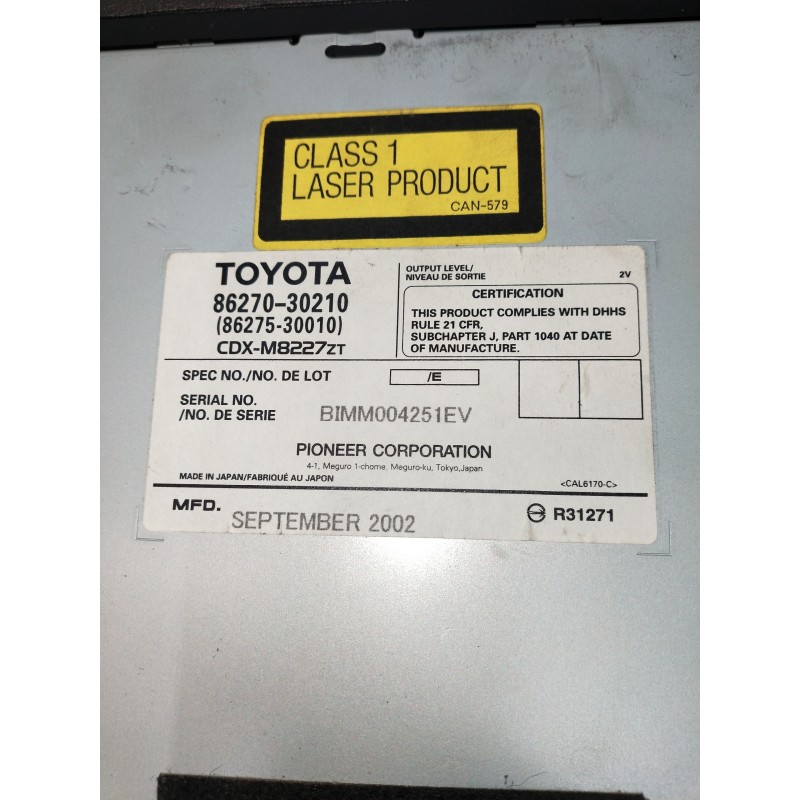 CLASS 1
LASER PRODUCT
CAN-579
TOYOTA
86270-30210
(86275-30010)
CDX-M8227ZT
OUTPUT LEVEL/
NIVEAU DE SORTIE
2V
CERTIFICATION
THIS PRODUCT COMPLIES WITH DHHS
RULE 21 CFR,
SUBCHAPTER J, PART 1040 AT DATE
OF MANUFACTURE.
SPEC NO./NO. DE LOT
/E
SERIAL NO.
/NO. DE SERIE
BIMM004251EV
PIONEER CORPORATION
4-1, Meguro 1-chome, Meguro-ku, Tokyo,Japan
MADE IN JAPAN/FABRIQUÉ AU JAPON
<CAL6170-C>
MFD.
SEPTEMBER 2002
R31271